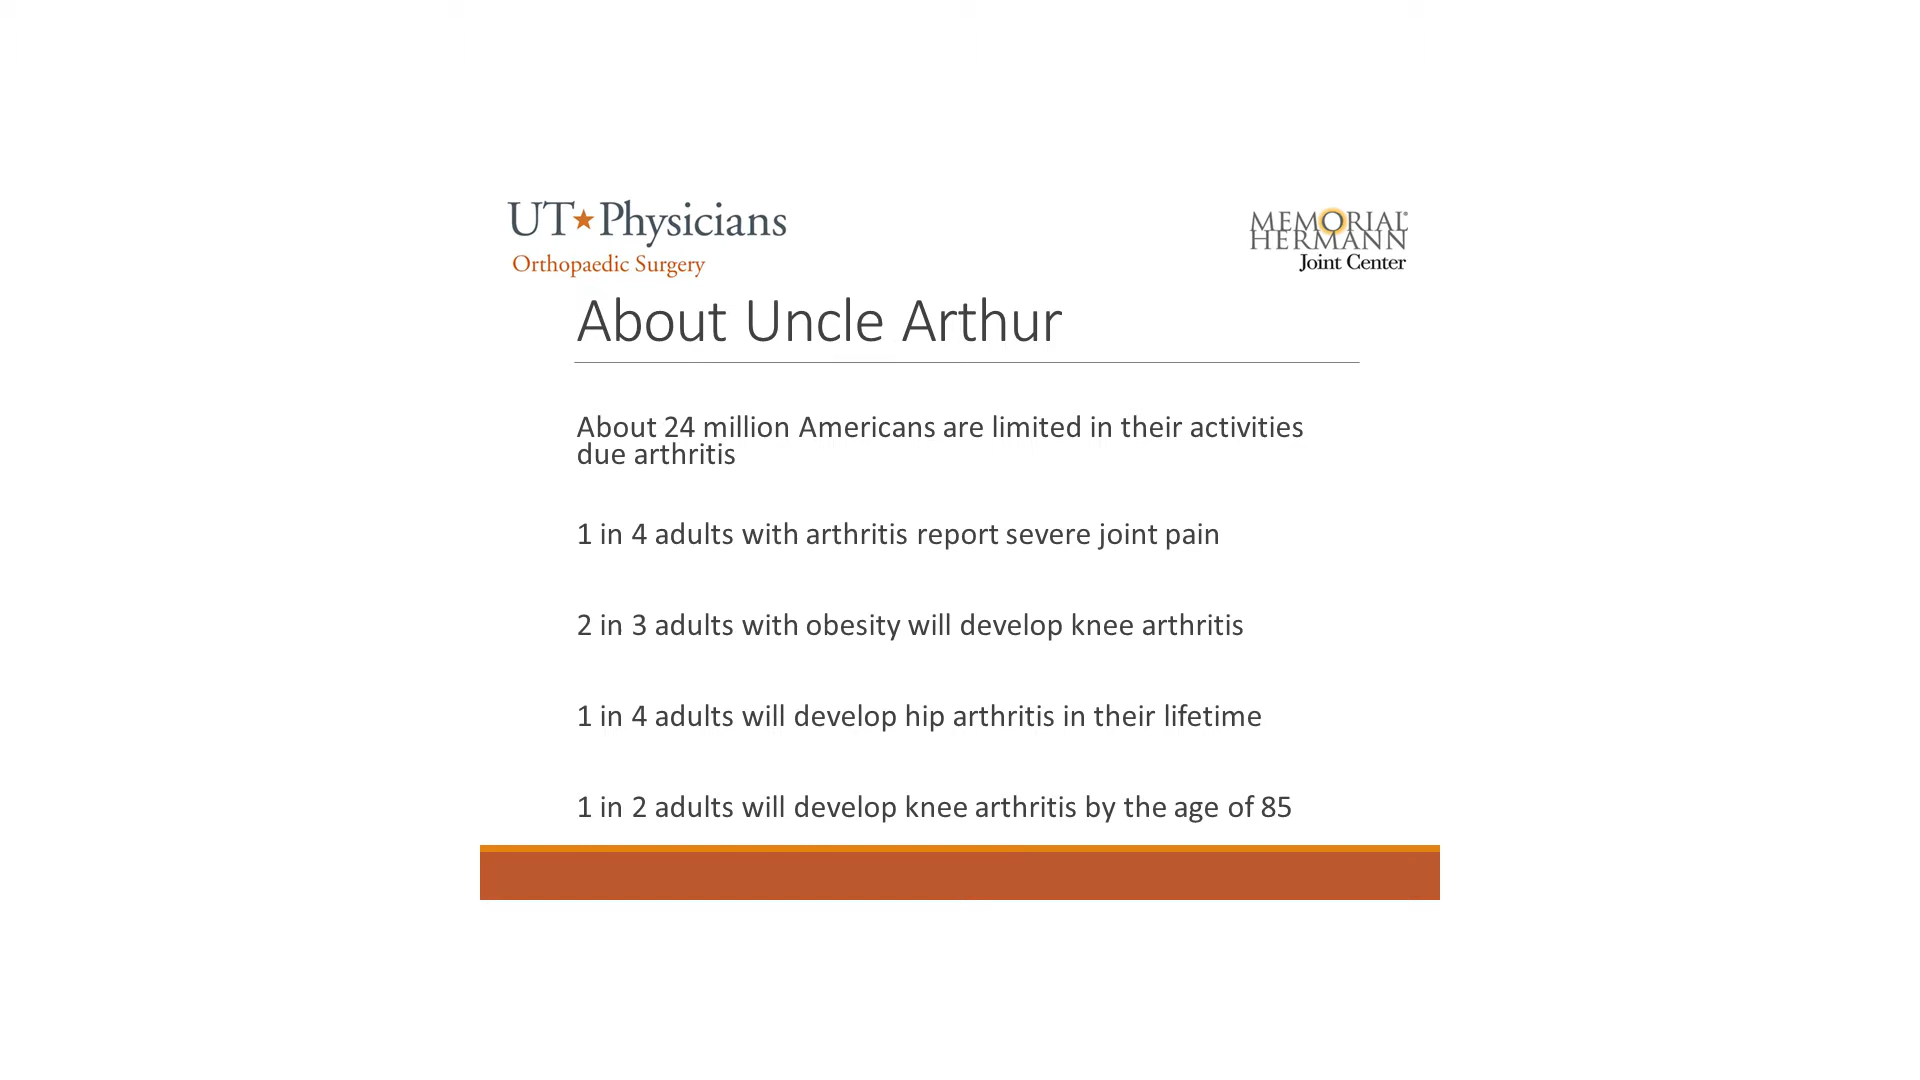 UT Physicians
Orthopaedic Surgery
MEMORIAL®
HERMANN
Joint Center
About Uncle Arthur
About 24 million Americans are limited in their activities
due arthritis
1 in 4 adults with arthritis report severe joint pain
2 in 3 adults with obesity will develop knee arthritis
1 in 4 adults will develop hip arthritis in their lifetime
1 in 2 adults will develop knee arthritis by the age of 85